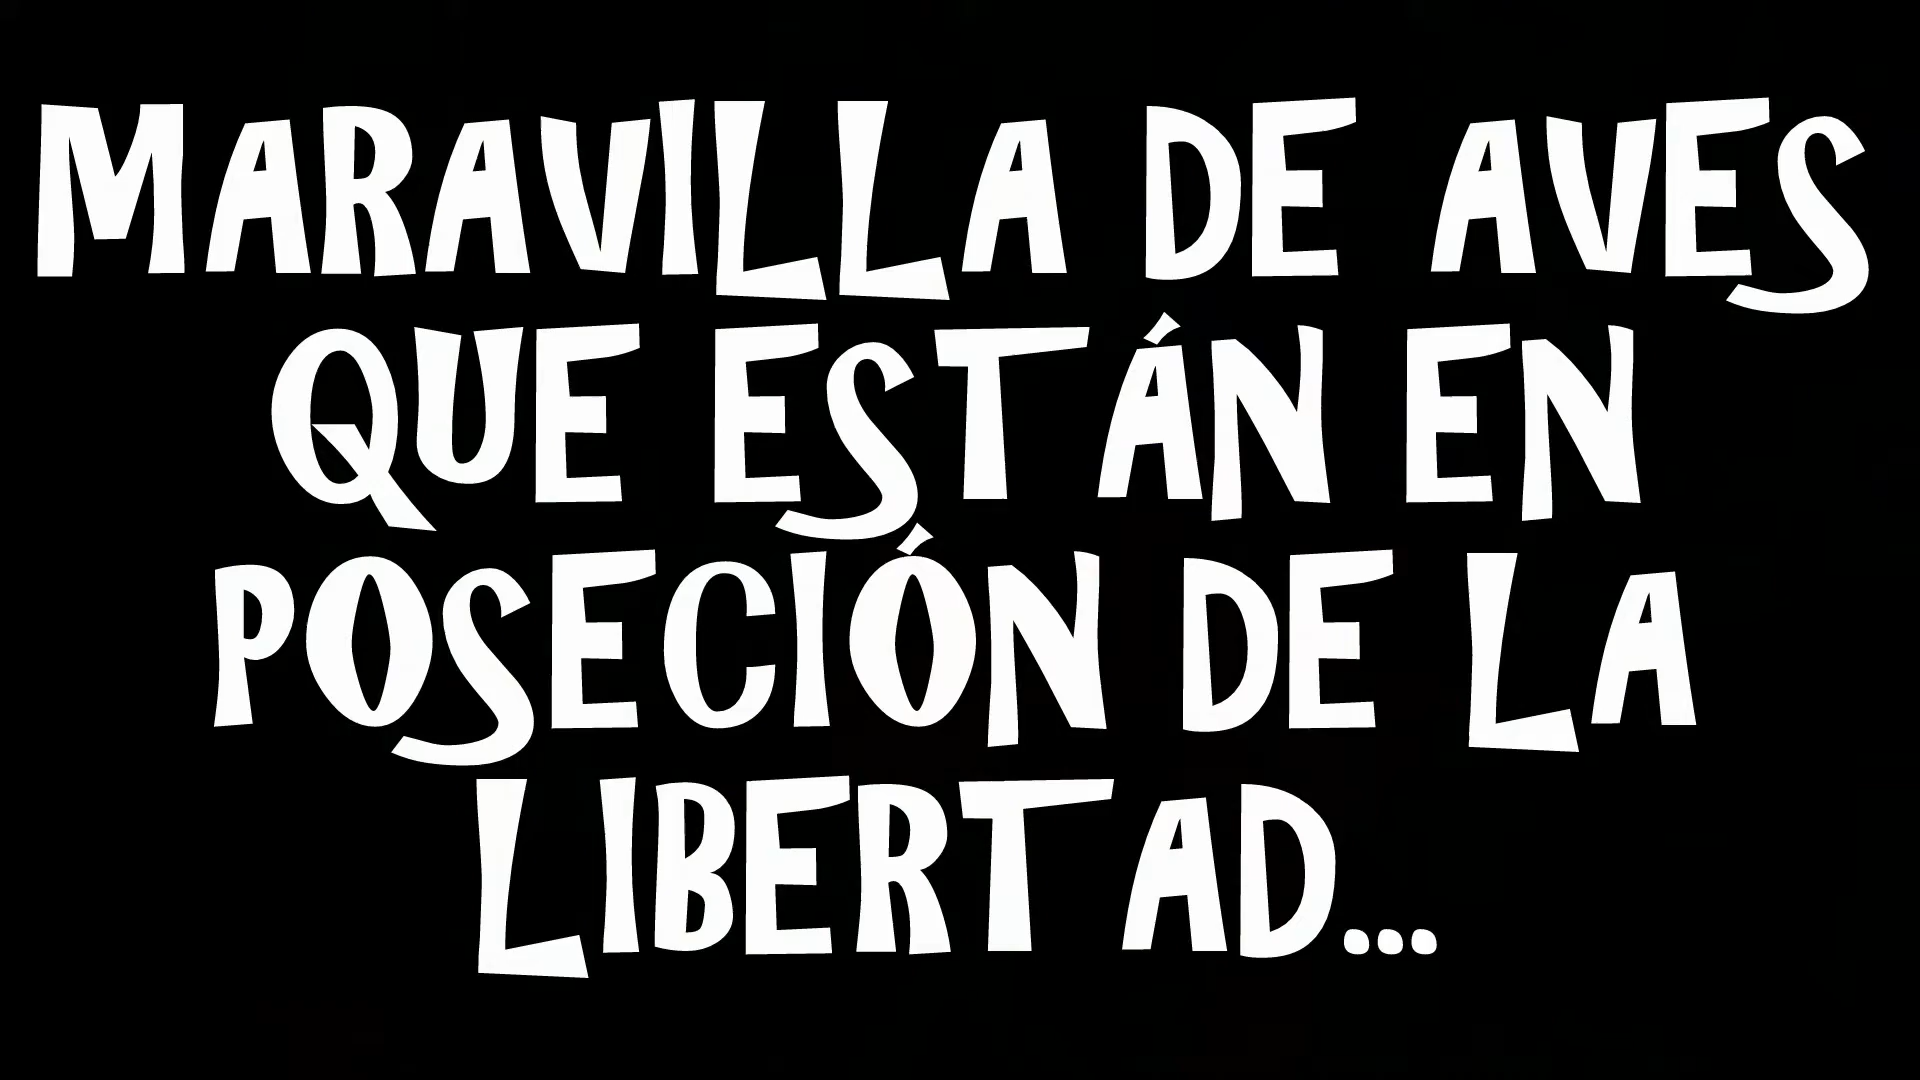 MARAVILLA DE AVES
QUE ESTÁN EN
POSECIÓN DE LA
LIBERTAD...